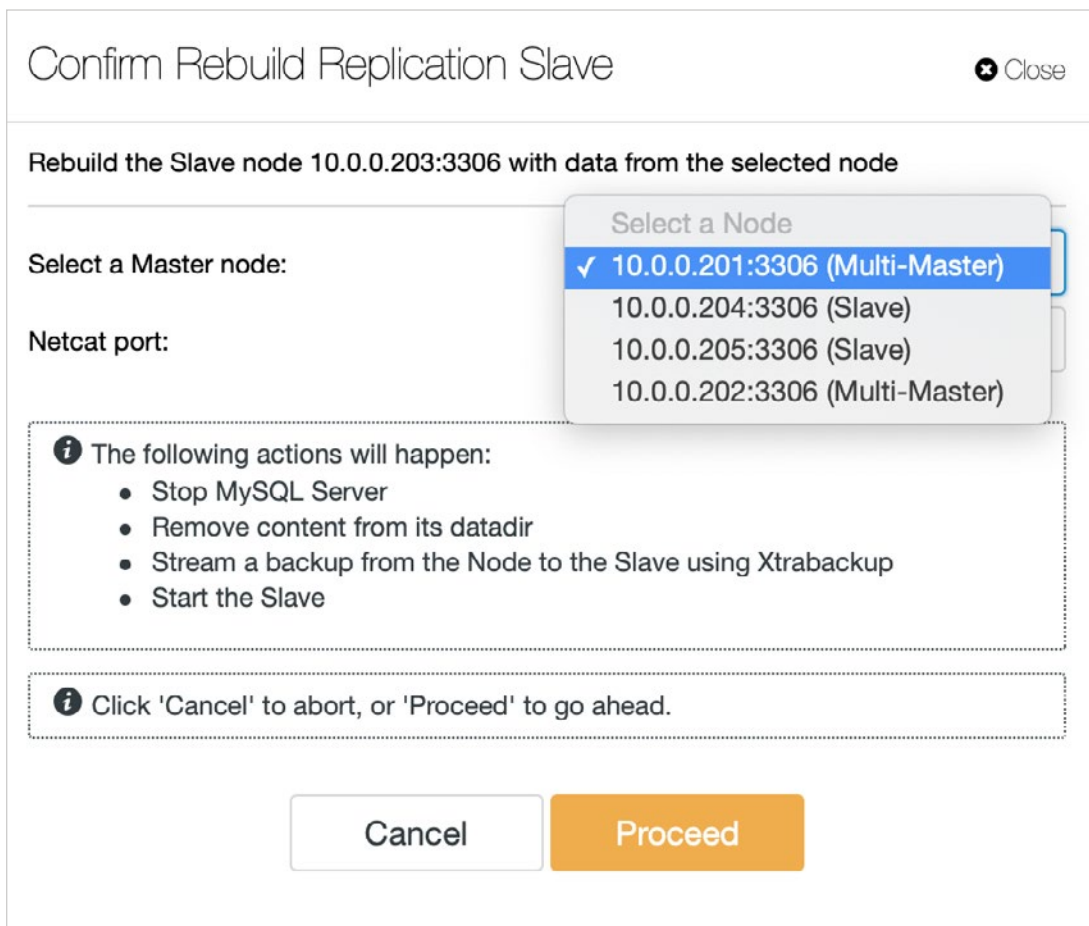 Confirm Rebuild Replication Slave
Close
Rebuild the Slave node 10.0.0.203:3306 with data from the selected node
Select a Node
Select a Master node:
✓ 10.0.0.201:3306 (Multi-Master)
10.0.0.204:3306 (Slave)
Netcat port:
10.0.0.205:3306 (Slave)
10.0.0.202:3306 (Multi-Master)
The following actions will happen:
• Stop MySQL Server
• Remove content from its datadir
• Stream a backup from the Node to the Slave using Xtrabackup
• Start the Slave
Click 'Cancel' to abort, or 'Proceed' to go ahead.
Cancel
Proceed